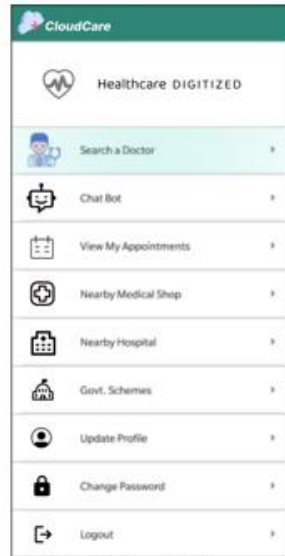 CloudCare
Healthcare DIGITIZED
Search a Doctor
Chat Bot
View My Appointments
Nearby Medical Shop
Nearby Hospital
Govt. Schemes
Update Profile
Change Password
Logout